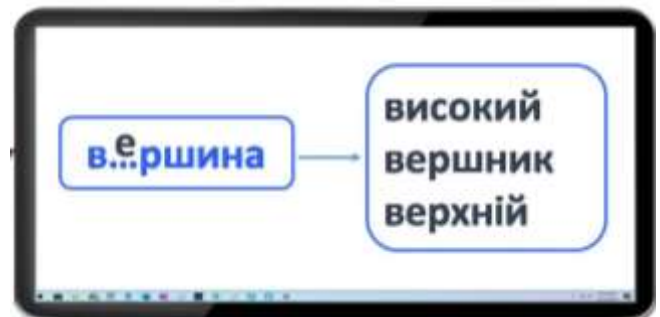 в...ршина
е
високий
вершник
верхній